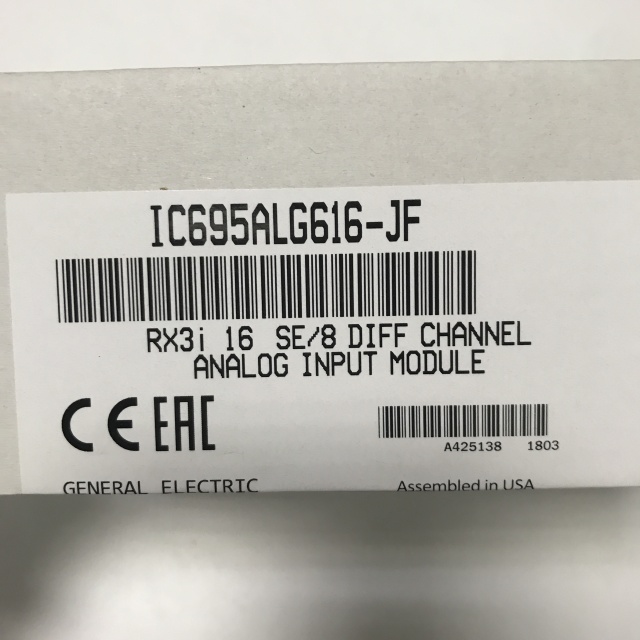 IC695ALG616-JF
RX3i 16 SE/8 DIFF CHANNEL
ANALOG INPUT MODULE
CE EAC
A425138 1803
GENERAL ELECTRIC
Assembled in USA